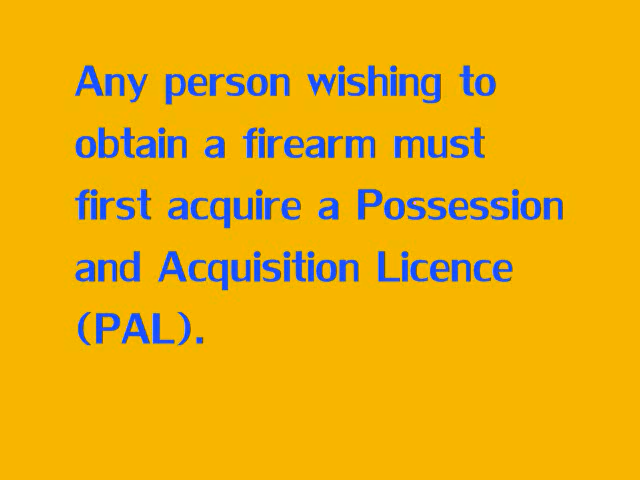 Any person wishing to
obtain a firearm must
first acquire a Possession
and Acquisition Licence
(PAL).